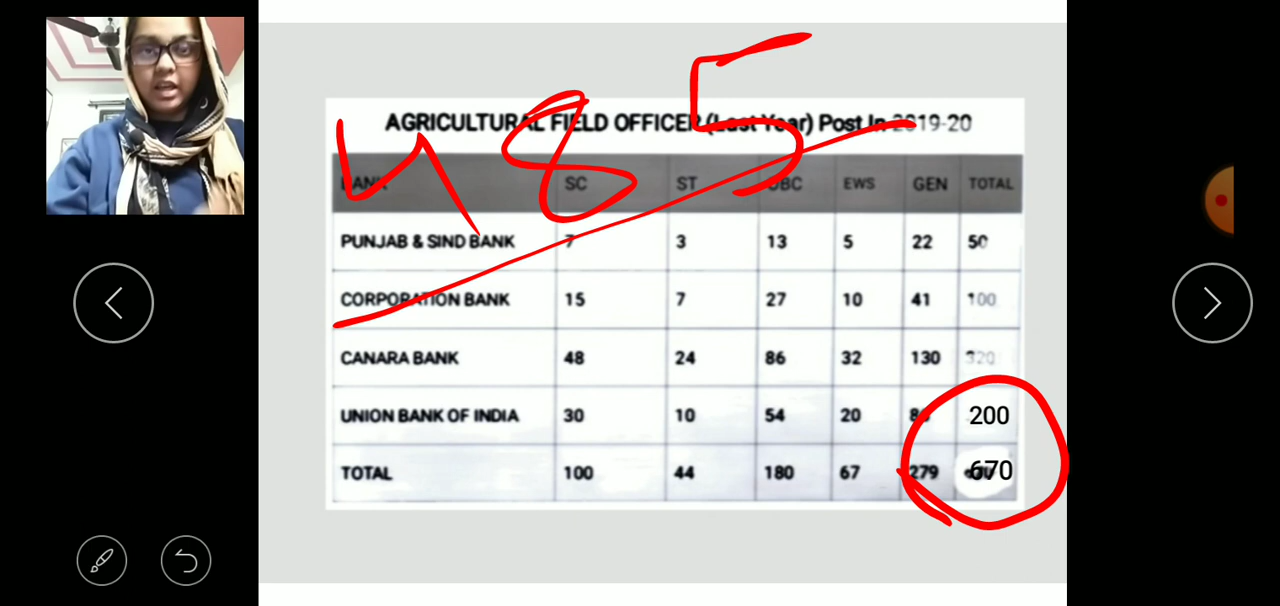 485
AGRICULTURAL FIELD OFFICER (Last Year) Post In 2019-20
BANK SC ST OBC EWS GEN TOTAL
PUNJAB & SIND BANK 7 3 13 5 22 50
CORPORATION BANK 15 7 27 10 41 100
CANARA BANK 48 24 86 32 130 320
UNION BANK OF INDIA 30 10 54 20 200
TOTAL 100 44 180 67 279 670